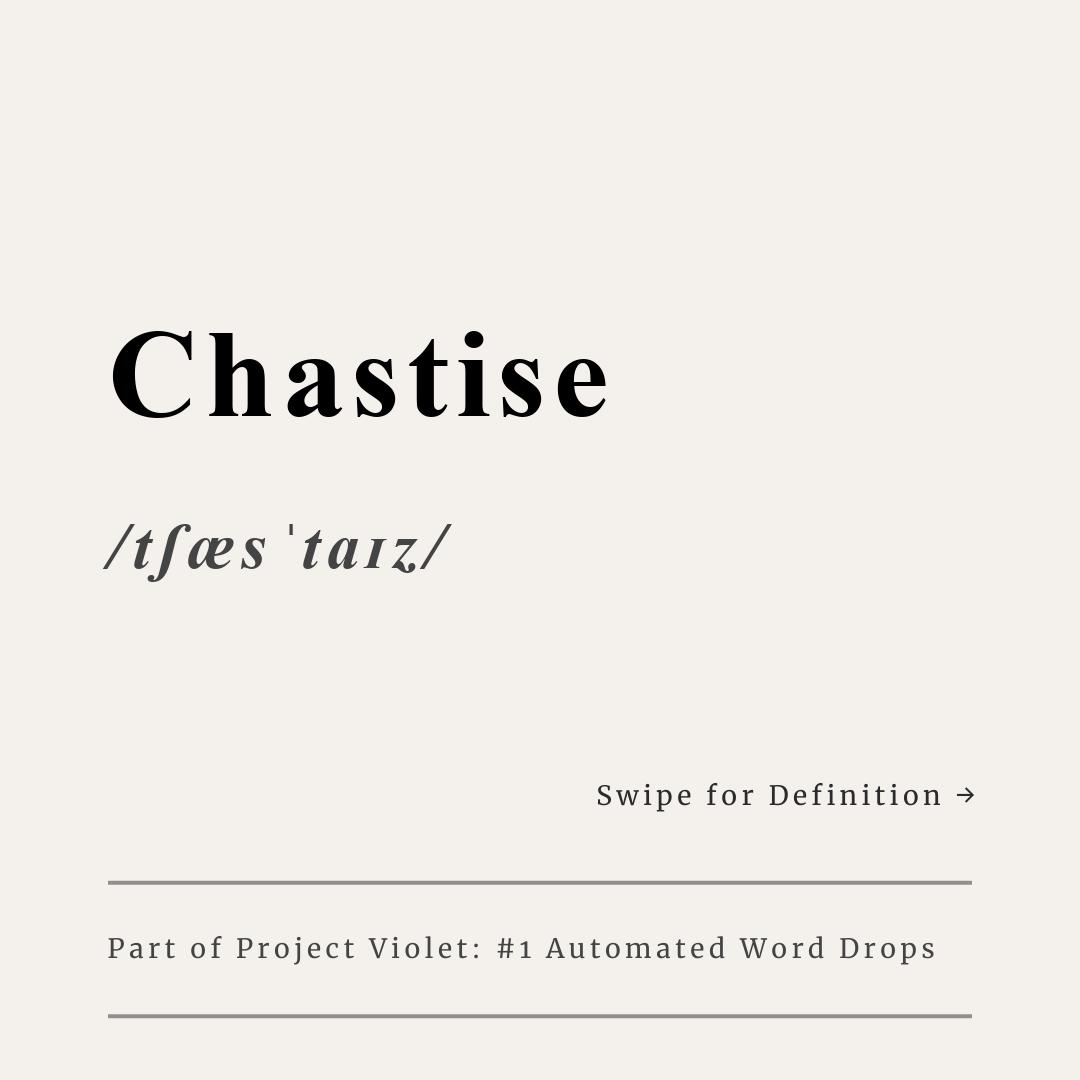 Chastise
/tʃæsˈtaɪz/
Swipe for Definition →
Part of Project Violet: #1 Automated Word Drops